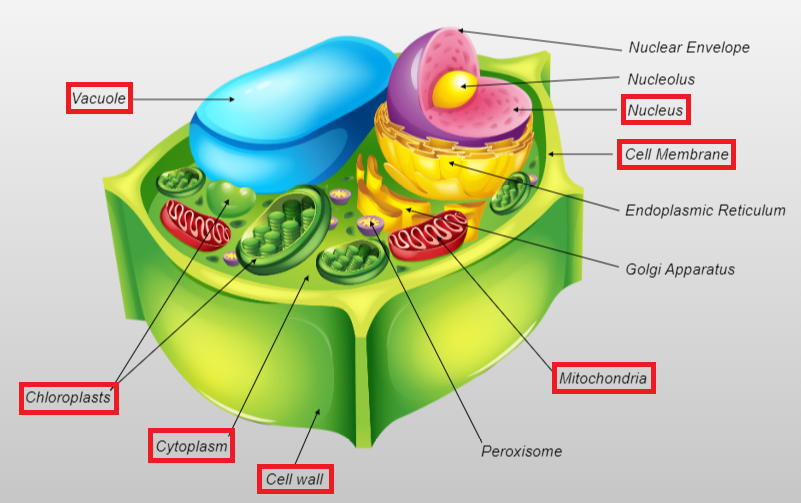 Nuclear Envelope
Nucleolus
Vacuole
Nucleus
Cell Membrane
Endoplasmic Reticulum
Golgi Apparatus
Mitochondria
Chloroplasts
Cytoplasm
Peroxisome
Cell wall